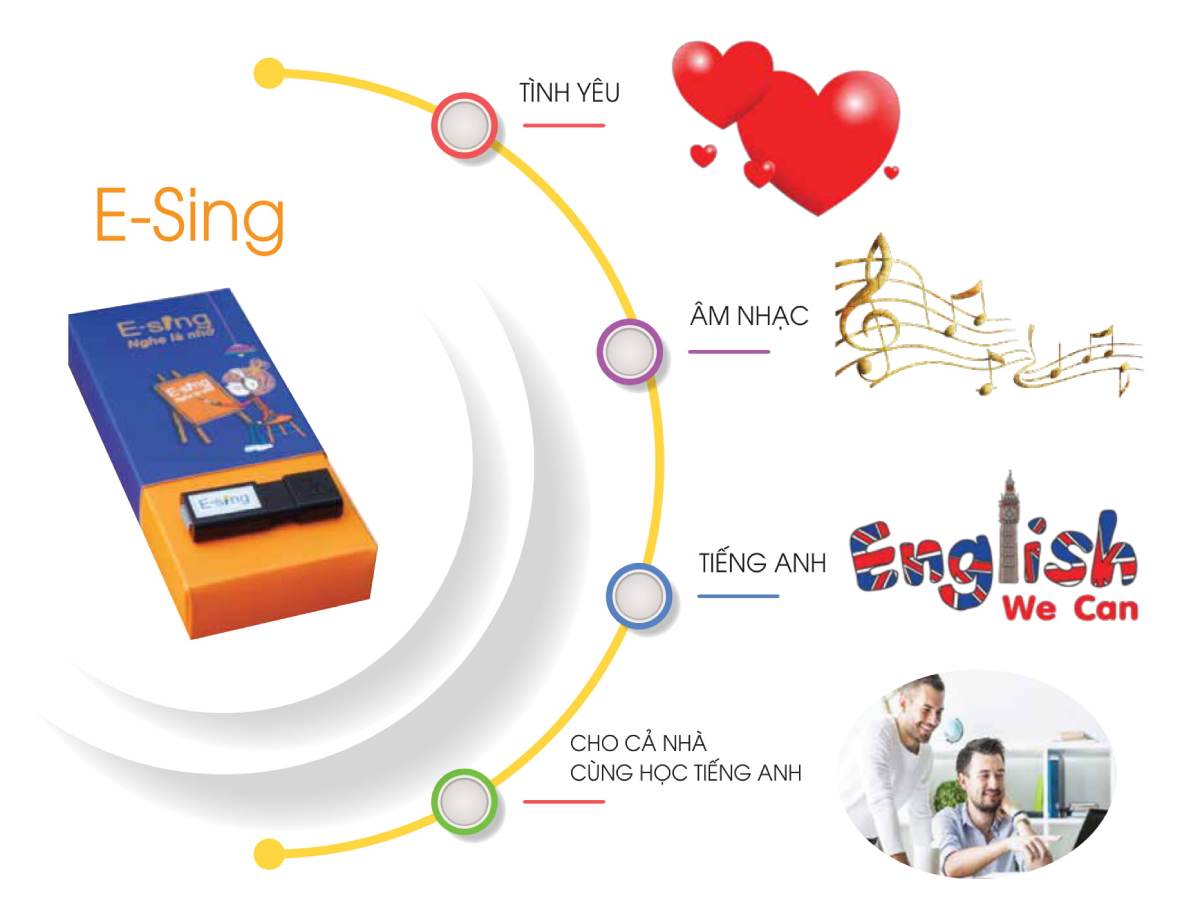 TÌNH YÊU
E-Sing
ÂM NHẠC
E-sing
Nghe là nhớ
E-sing
E-sing
TIẾNG ANH
English
We Can
CHO CẢ NHÀ
CÙNG HỌC TIẾNG ANH